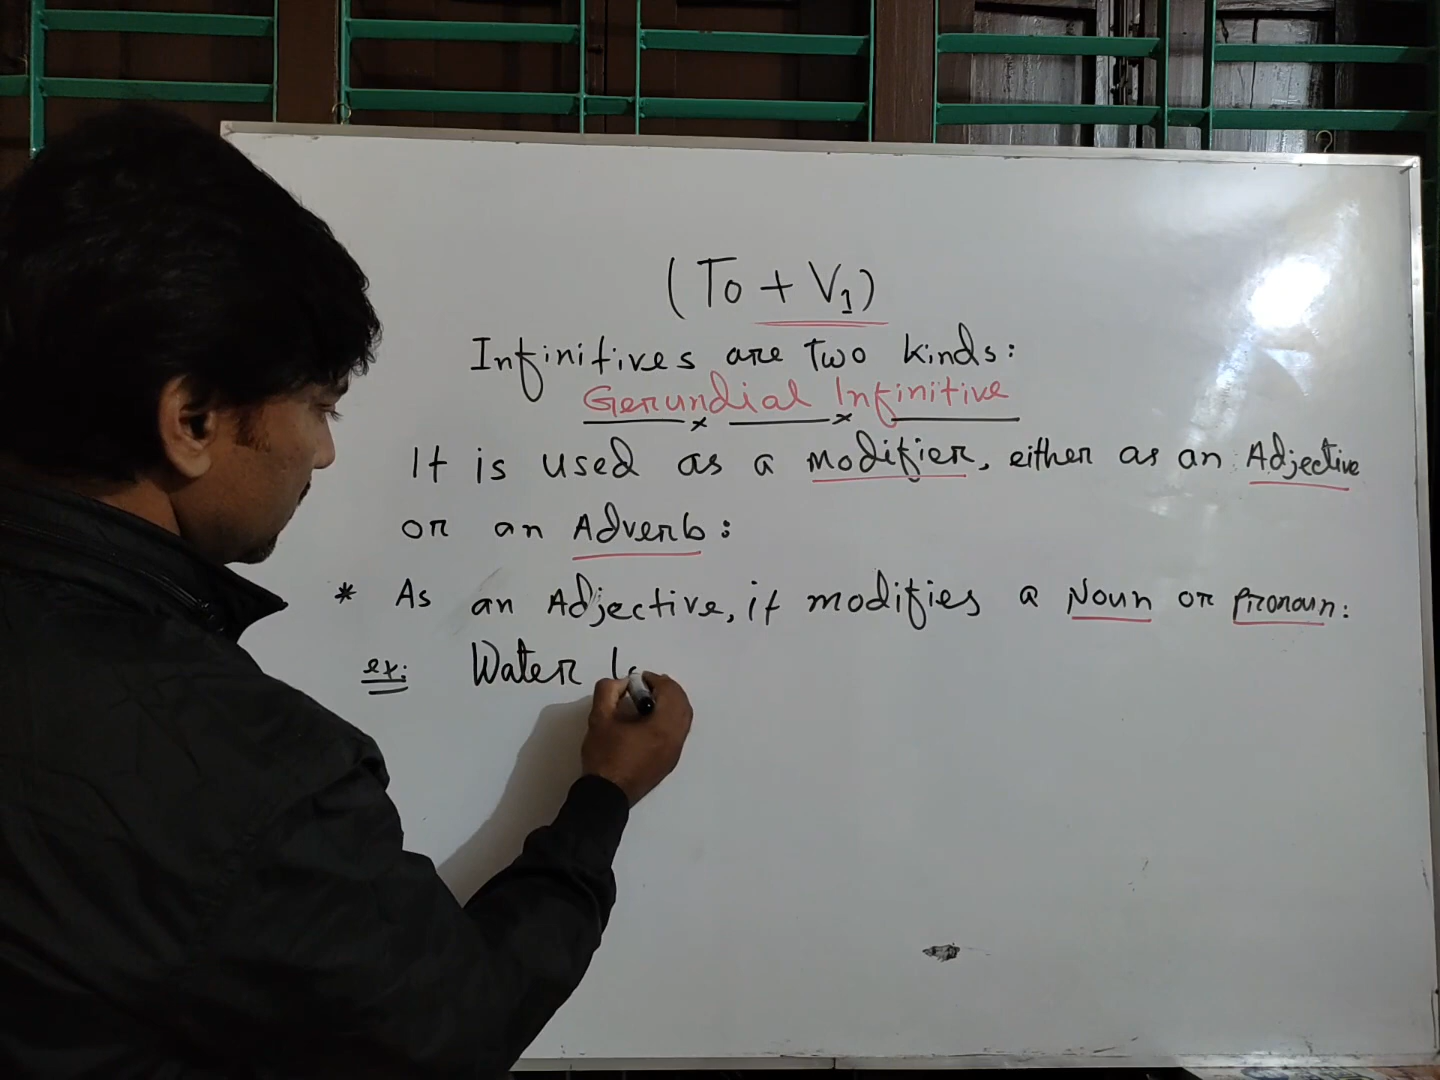 (To + V1)
Infinitives are Two kinds:
Gerundial Infinitive
It is used as a modifier, either as an Adjective
or an Adverb:
* As an Adjective, it modifies a Noun or Pronoun:
ex: Water